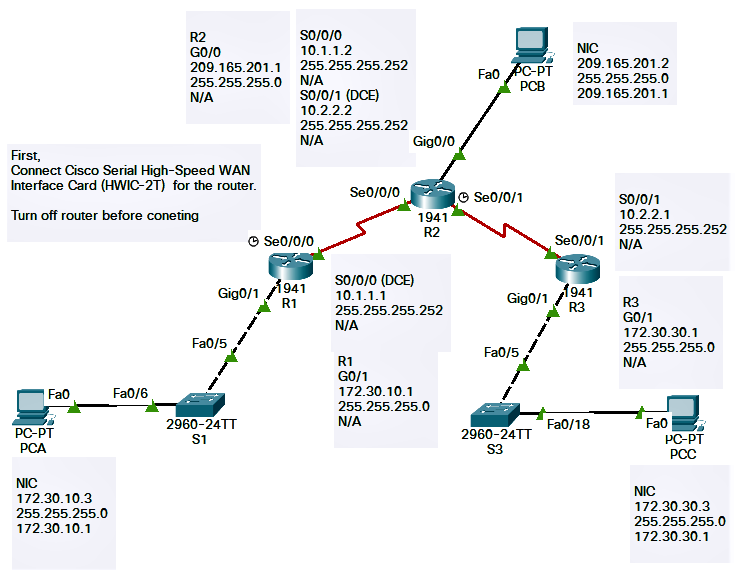 R2
G0/0
209.165.201.1
255.255.255.0
N/A
S0/0/0
10.1.1.2
255.255.255.252
N/A
S0/0/1 (DCE)
10.2.2.2
255.255.255.252
N/A
Fa0
PC-PT
PCB
NIC
209.165.201.2
255.255.255.0
209.165.201.1
Gig0/0
First,
Connect Cisco Serial High-Speed WAN
Interface Card (HWIC-2T)  for the router.
Turn off router before coneting
Se0/0/0
Se0/0/1
1941
R2
S0/0/1
10.2.2.1
255.255.255.252
N/A
Se0/0/0
1941
R1
Gig0/1
Fa0/5
S0/0/0 (DCE)
10.1.1.1
255.255.255.252
N/A
Se0/0/1
1941
R3
Gig0/1
Fa0/5
R3
G0/1
172.30.30.1
255.255.255.0
N/A
R1
G0/1
172.30.10.1
255.255.255.0
N/A
Fa0
Fa0/6
PC-PT
PCA
2960-24TT
S1
2960-24TT
S3
Fa0/18
Fa0
PC-PT
PCC
NIC
172.30.10.3
255.255.255.0
172.30.10.1
NIC
172.30.30.3
255.255.255.0
172.30.30.1